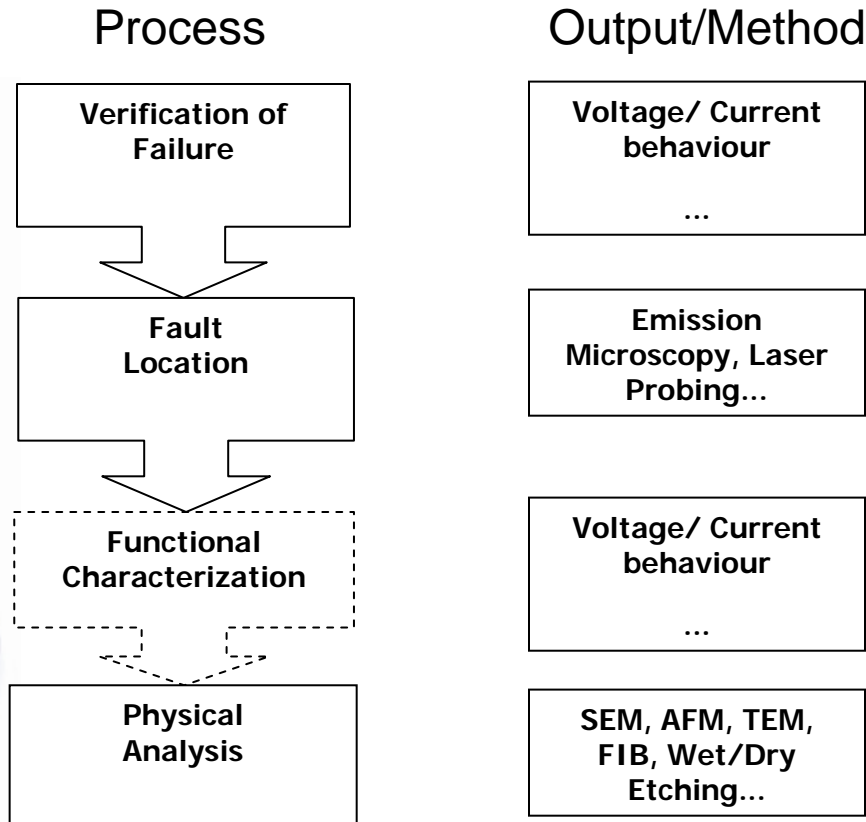 Process
Output/Method
Verification of
Failure
Voltage/ Current
behaviour
...
Fault
Location
Emission
Microscopy, Laser
Probing...
Functional
Characterization
Voltage/ Current
behaviour
...
Physical
Analysis
SEM, AFM, TEM,
FIB, Wet/Dry
Etching...